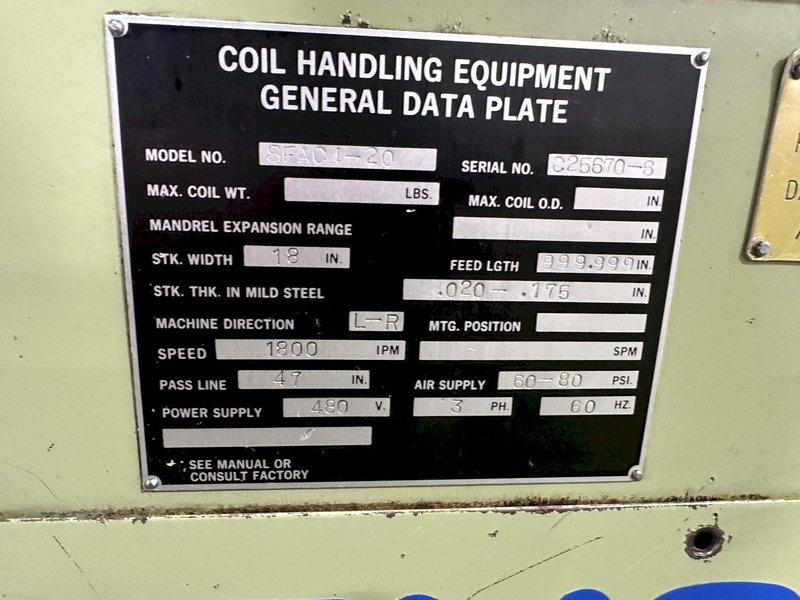 COIL HANDLING EQUIPMENT
GENERAL DATA PLATE
MODEL NO. SFAC4-20 SERIAL NO. C25670-6
MAX. COIL WT. LBS. MAX. COIL O.D. IN.
MANDREL EXPANSION RANGE IN.
STK. WIDTH 18 IN. FEED LGTH 999.999 IN.
STK. THK. IN MILD STEEL .020- .175 IN.
MACHINE DIRECTION L-R MTG. POSITION
SPEED 1800 IPM SPM
PASS LINE 47 IN. AIR SUPPLY 60-80 PSI.
POWER SUPPLY 480 V. 3 PH. 60 HZ.
SEE MANUAL OR
CONSULT FACTORY